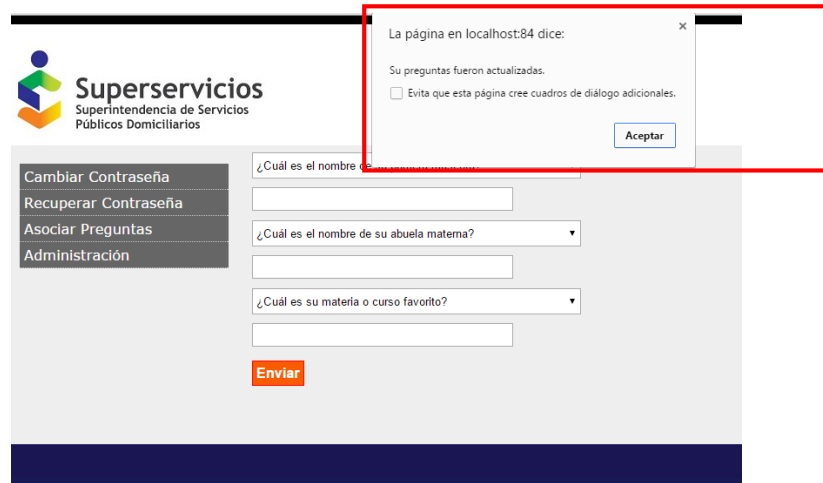 La página en localhost:84 dice:
Su preguntas fueron actualizadas.
Evita que esta página cree cuadros de diálogo adicionales.
Aceptar
Superservicios
Superintendencia de Servicios
Públicos Domiciliarios
Cambiar Contraseña
Recuperar Contraseña
Asociar Preguntas
Administración
¿Cuál es el nombre de
¿Cuál es el nombre de su abuela materna?
¿Cuál es su materia o curso favorito?
Enviar